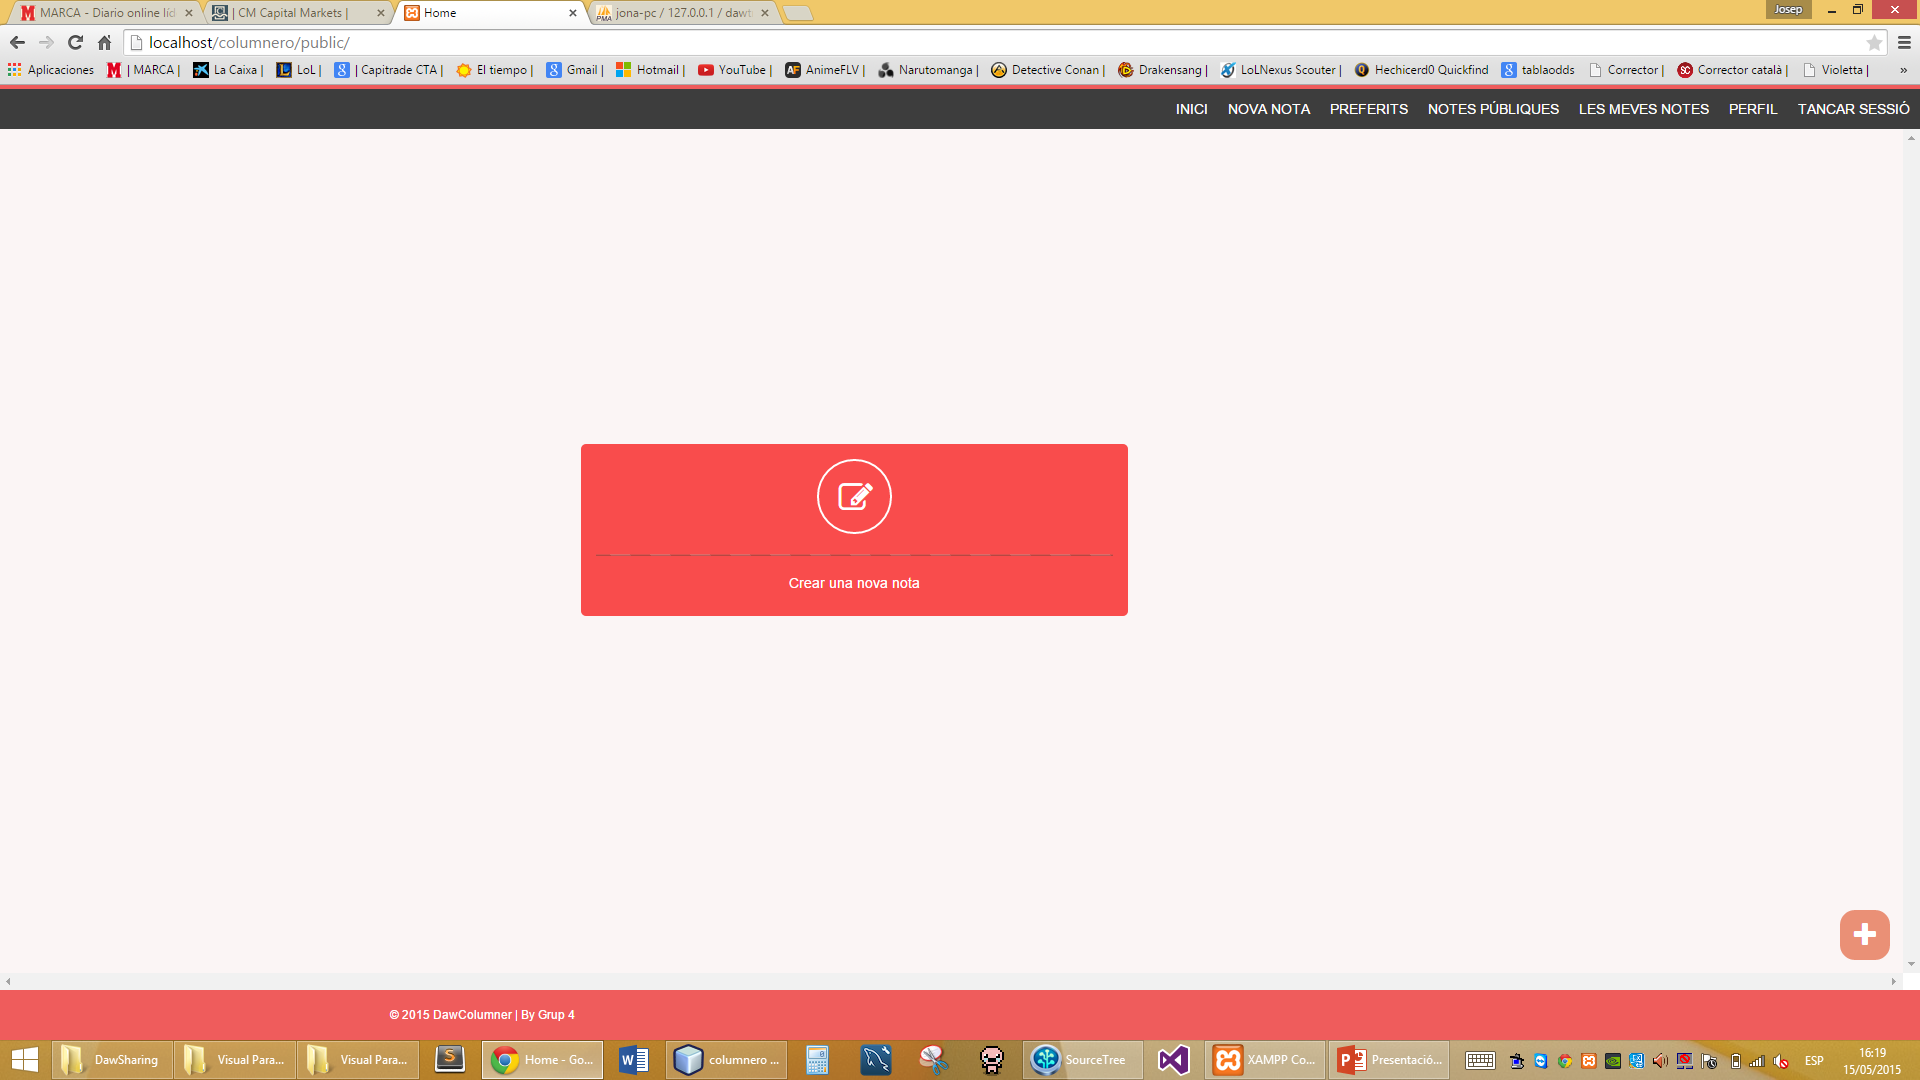 MARCA - Diario online líd
| CM Capital Markets |
Home
jona-pc / 127.0.0.1 / dawt
Josep
localhost/columnero/public/
Aplicaciones
| MARCA |
La Caixa |
LoL |
| Capitrade CTA |
El tiempo |
Gmail |
Hotmail |
YouTube |
AnimeFLV |
Narutomanga |
Detective Conan |
Drakensang |
LoLNexus Scouter |
Hechicerd0 Quickfind
tablaodds
Corrector |
Corrector català |
Violetta |
»
INICI
NOVA NOTA
PREFERITS
NOTES PÚBLIQUES
LES MEVES NOTES
PERFIL
TANCAR SESSIÓ
Crear una nova nota
© 2015 DawColumner | By Grup 4
DawSharing
Visual Para...
Visual Para...
Home - Go...
columnero ...
SourceTree
XAMPP Co...
Presentació...
ESP
16:19
15/05/2015